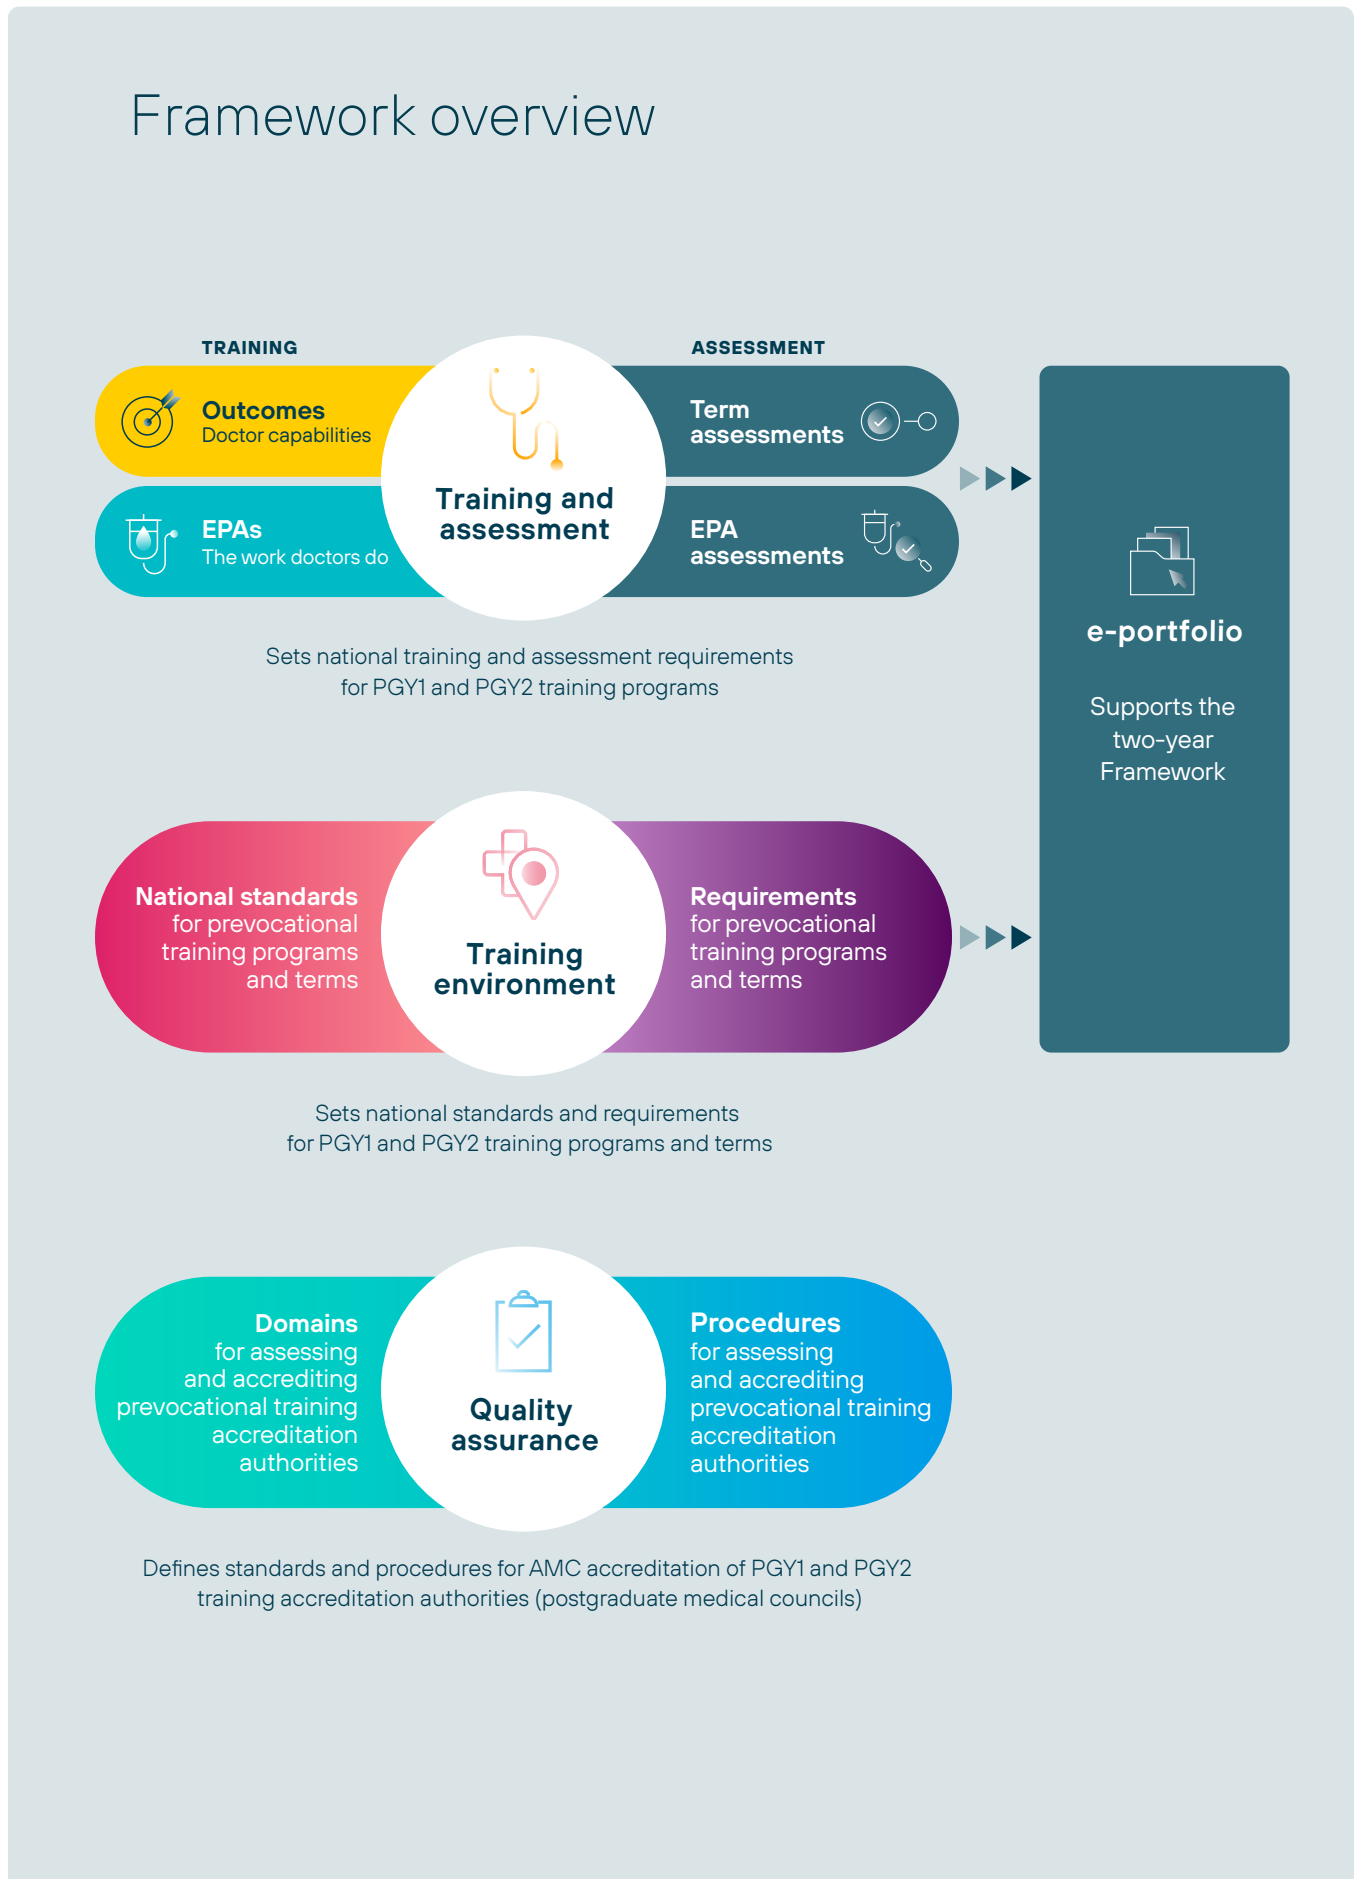 Framework overview
TRAINING
Outcomes
Doctor capabilities
EPAs
The work doctors do
Training and
assessment
ASSESSMENT
Term
assessments
EPA
assessments
Sets national training and assessment requirements
for PGY1 and PGY2 training programs
e-portfolio
Supports the
two-year
Framework
National standards
for prevocational
training programs
and terms
Training
environment
Requirements
for prevocational
training programs
and terms
Sets national standards and requirements
for PGY1 and PGY2 training programs and terms
Domains
for assessing
and accrediting
prevocational training
accreditation
authorities
Quality
assurance
Procedures
for assessing
and accrediting
prevocational training
accreditation
authorities
Defines standards and procedures for AMC accreditation of PGY1 and PGY2
training accreditation authorities (postgraduate medical councils)